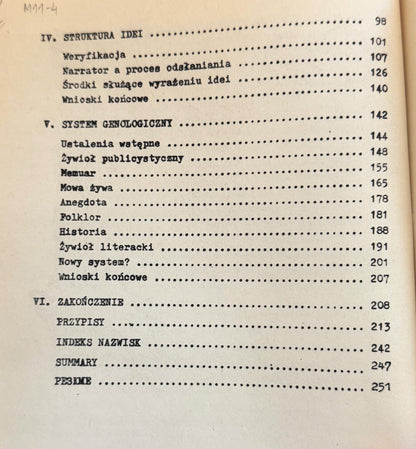 M11-4
IV. STRUKTURA IDEI ........................ 98
Weryfikacja ........................ 101
Narrator a proces odsłaniania ........................ 107
Środki służące wyrażeniu idei ........................ 126
Wnioski końcowe ........................ 140
V. SYSTEM GENOLOGICZNY ........................ 142
Ustalenia wstępne ........................ 144
Żywioł publicystyczny ........................ 148
Memuar ........................ 155
Mowa żywa ........................ 165
Anegdota ........................ 178
Folklor ........................ 181
Historia ........................ 188
Żywioł literacki ........................ 191
Nowy system? ........................ 201
Wnioski końcowe ........................ 207
VI. ZAKOŃCZENIE ........................ 208
PRZYPISY ........................ 213
INDEKS NAZWISK ........................ 242
SUMMARY ........................ 247
РЕЗЮМЕ ........................ 251